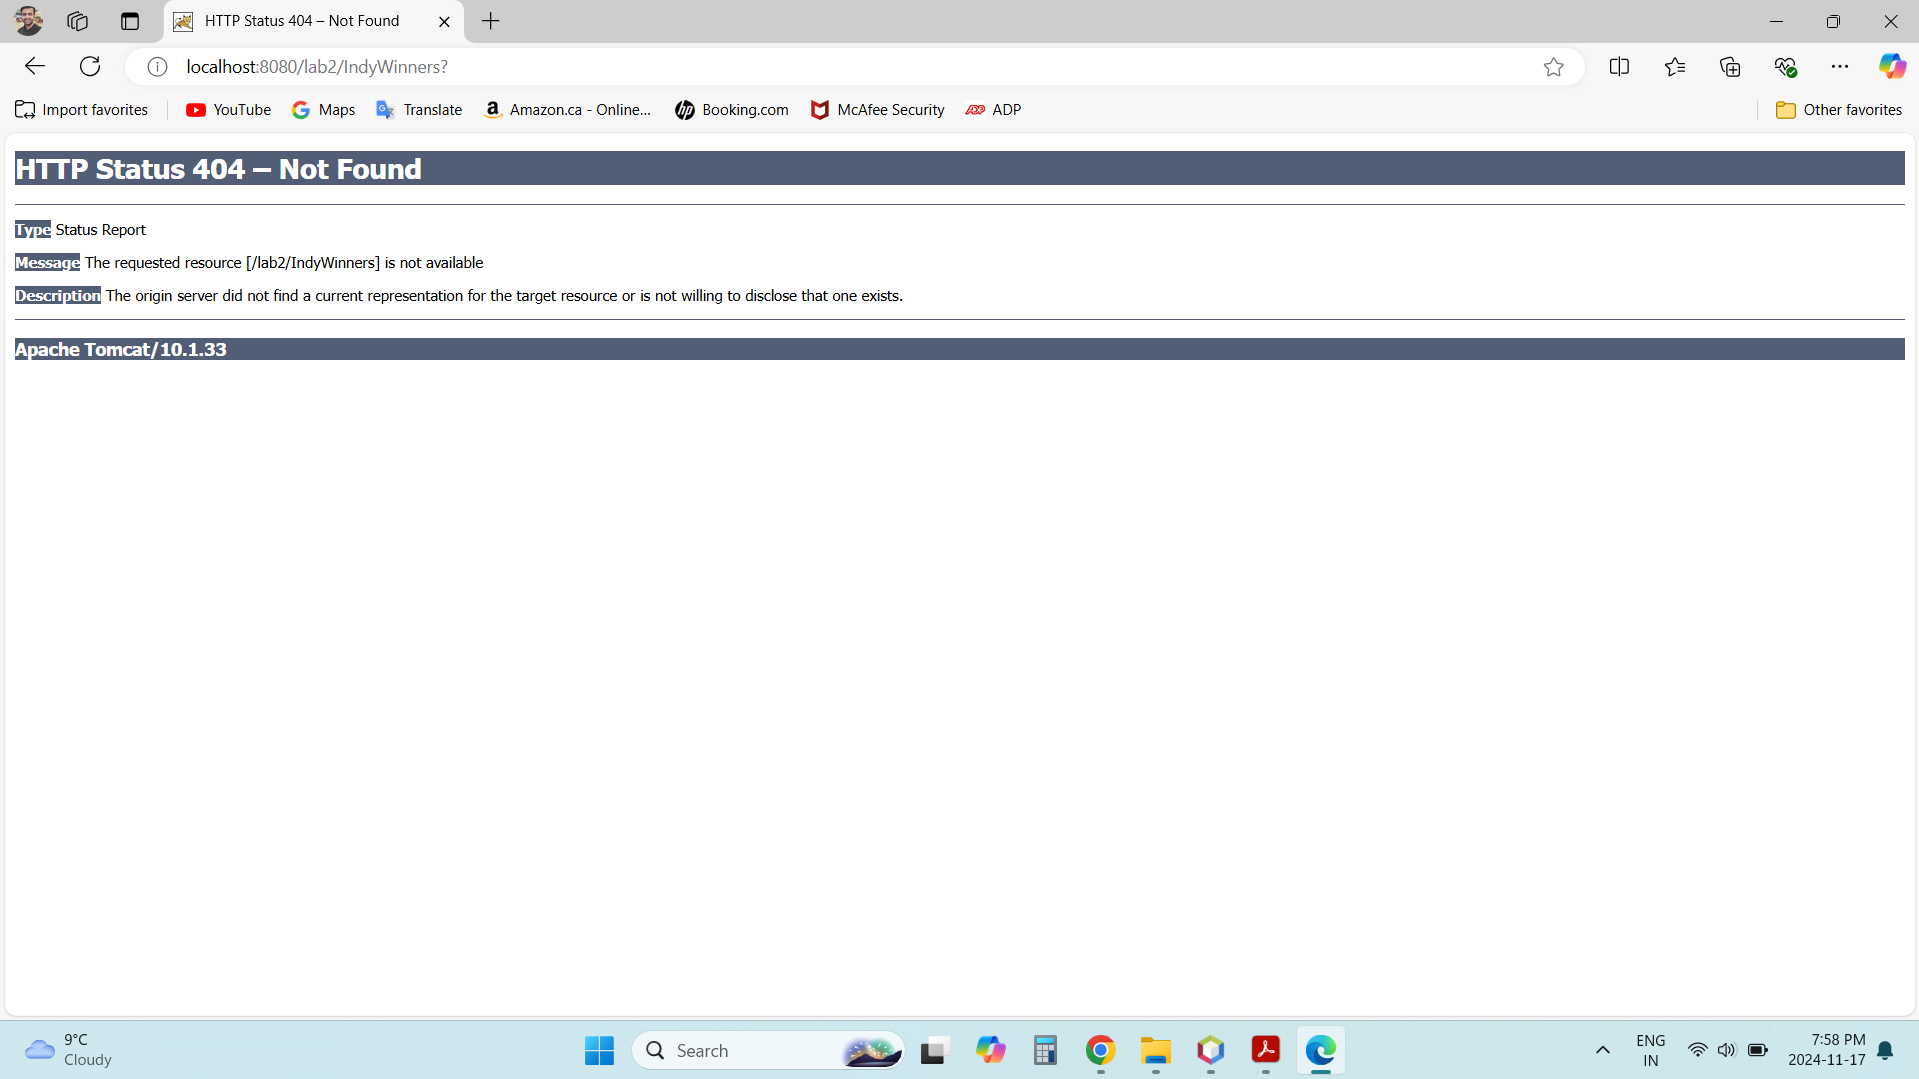 HTTP Status 404 – Not Found
localhost:8080/lab2/IndyWinners?
Import favorites YouTube Maps Translate Amazon.ca - Online... Booking.com McAfee Security ADP Other favorites
HTTP Status 404 – Not Found
Type Status Report
Message The requested resource [/lab2/IndyWinners] is not available
Description The origin server did not find a current representation for the target resource or is not willing to disclose that one exists.
Apache Tomcat/10.1.33
9°C
Cloudy
Search
ENG
IN
7:58 PM
2024-11-17